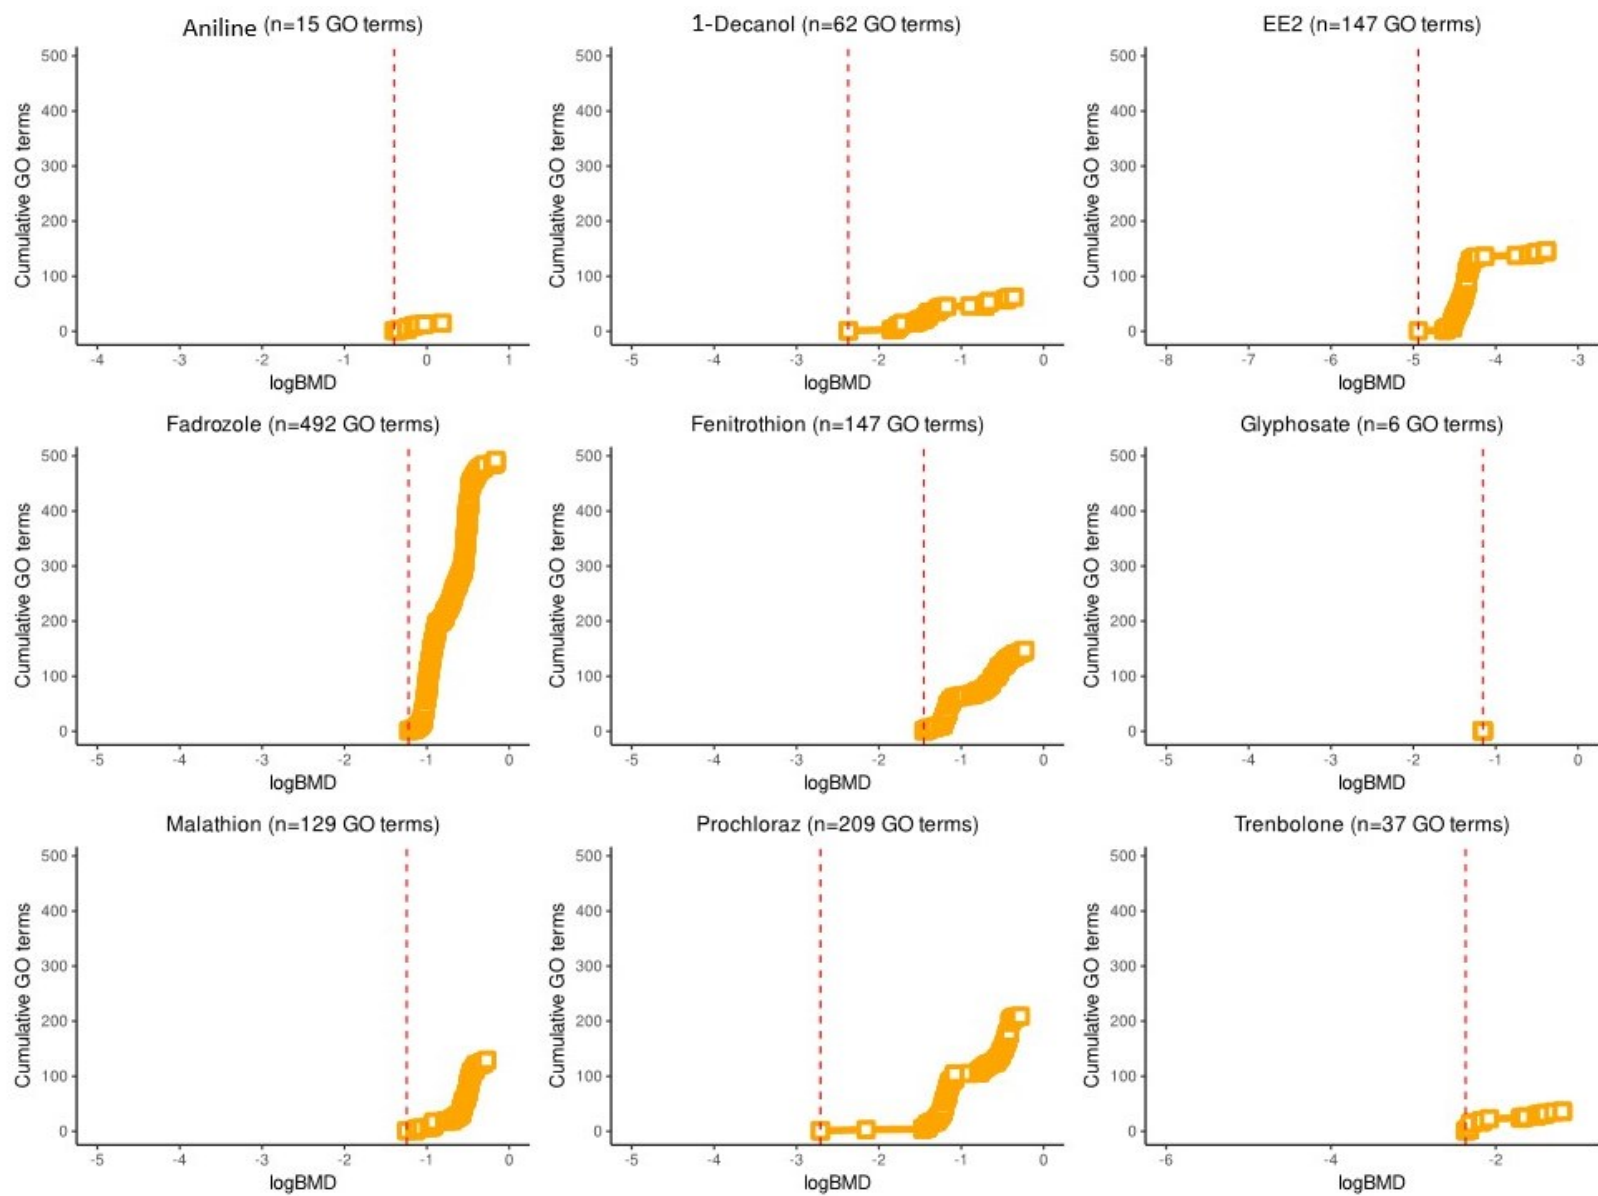 Aniline (n=15 GO terms)
500
400
300
200
100
0
Cumulative GO terms
-4 -3 -2 -1 0 1
logBMD
1-Decanol (n=62 GO terms)
500
400
300
200
100
0
Cumulative GO terms
-5 -4 -3 -2 -1 0
logBMD
EE2 (n=147 GO terms)
500
400
300
200
100
0
Cumulative GO terms
-8 -7 -6 -5 -4 -3
logBMD
Fadrozole (n=492 GO terms)
500
400
300
200
100
0
Cumulative GO terms
-5 -4 -3 -2 -1 0
logBMD
Fenitrothion (n=147 GO terms)
500
400
300
200
100
0
Cumulative GO terms
-5 -4 -3 -2 -1 0
logBMD
Glyphosate (n=6 GO terms)
500
400
300
200
100
0
Cumulative GO terms
-5 -4 -3 -2 -1 0
logBMD
Malathion (n=129 GO terms)
500
400
300
200
100
0
Cumulative GO terms
-5 -4 -3 -2 -1 0
logBMD
Prochloraz (n=209 GO terms)
500
400
300
200
100
0
Cumulative GO terms
-5 -4 -3 -2 -1 0
logBMD
Trenbolone (n=37 GO terms)
500
400
300
200
100
0
Cumulative GO terms
-6 -4 -2
logBMD